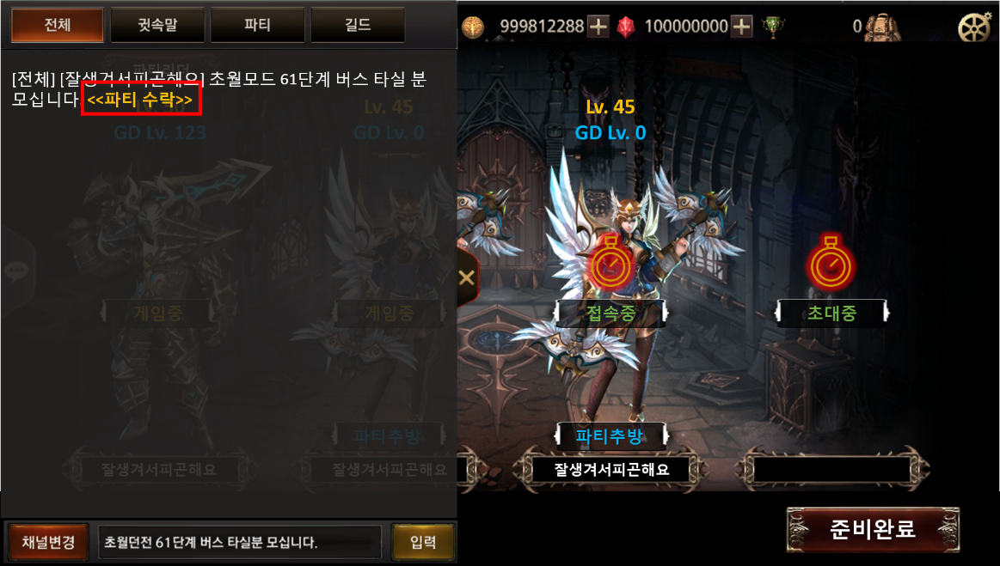 전체 귓속말 파티 길드
999812288 100000000 0
파티리더
[전체] [잘생겨서피곤해요] 초월모드 61단계 버스 타실 분
모십니다. <<파티 수락>>
Lv. 45 Lv. 45
GD Lv. 123 GD Lv. 0 GD Lv. 0
게임중 게임중 접속중 초대중
파티추방 파티추방
잘생겨서피곤해요 잘생겨서피곤해요 잘생겨서피곤해요
채널변경 초월던전 61단계 버스 타실분 모십니다. 입력
준비완료